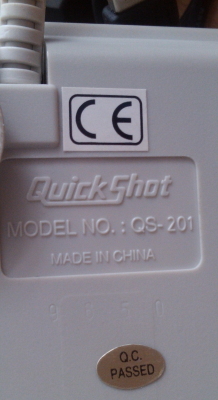 CE
QuickShot
MODEL NO. : QS-201
MADE IN CHINA
Q.C.
PASSED